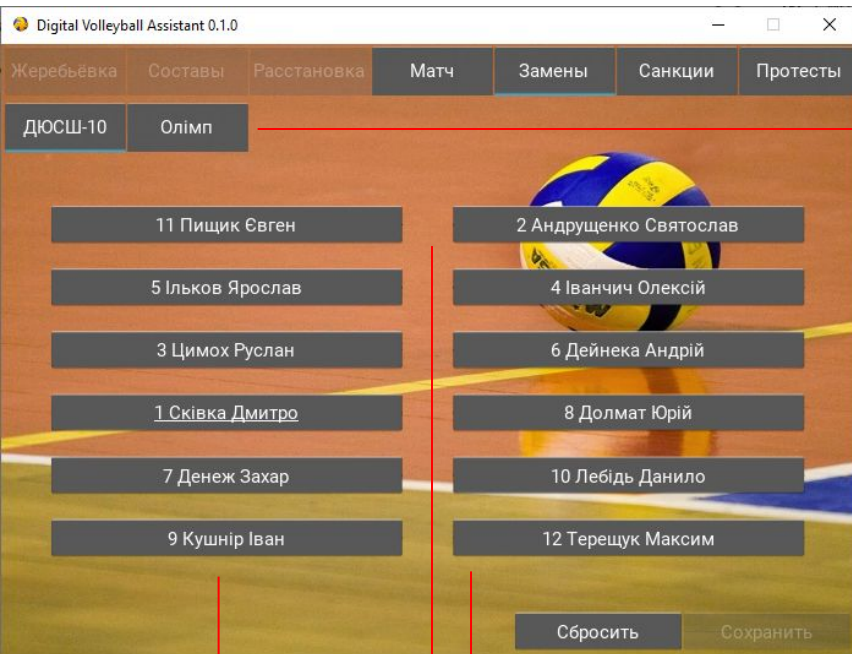 Digital Volleyball Assistant 0.1.0
Жеребьёвка Составы Расстановка Матч Замены Санкции Протесты
ДЮСШ-10 Олімп
11 Пищик Євген 2 Андрущенко Святослав
5 Ільков Ярослав 4 Іванчич Олексій
3 Цимох Руслан 6 Дейнека Андрій
1 Сківка Дмитро 8 Долмат Юрій
7 Денеж Захар 10 Лебідь Данило
9 Кушнір Іван 12 Терещук Максим
Сбросить Сохранить